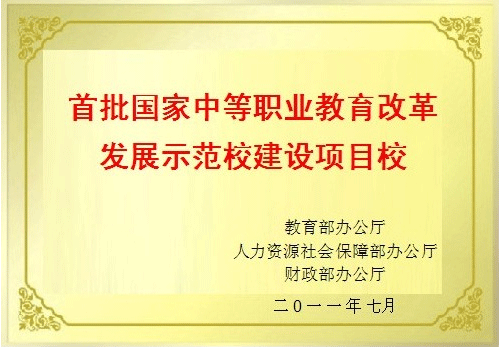 首批国家中等职业教育改革
发展示范校建设项目校
教育部办公厅
人力资源社会保障部办公厅
财政部办公厅
二0一一年七月